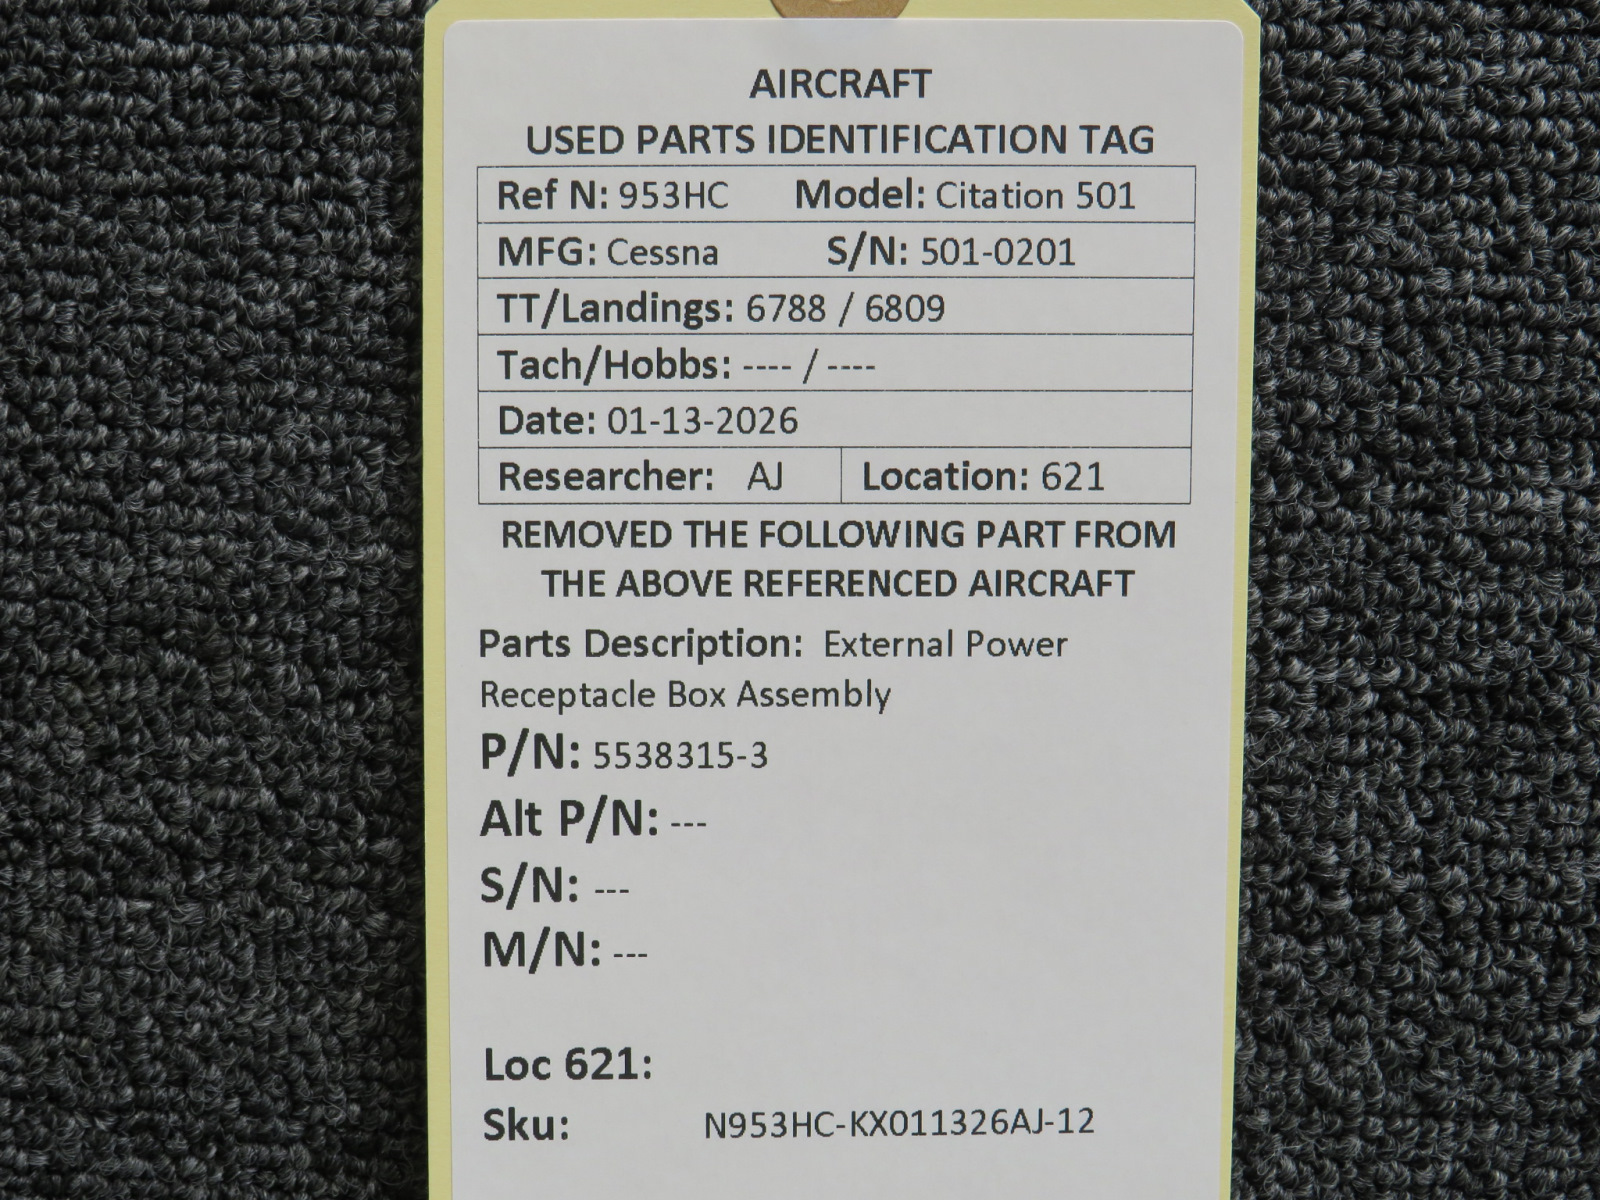 AIRCRAFT
USED PARTS IDENTIFICATION TAG
Ref N: 953HC Model: Citation 501
MFG: Cessna S/N: 501-0201
TT/Landings: 6788 / 6809
Tach/Hobbs: ---- / ----
Date: 01-13-2026
Researcher: AJ Location: 621
REMOVED THE FOLLOWING PART FROM
THE ABOVE REFERENCED AIRCRAFT
Parts Description: External Power
Receptacle Box Assembly
P/N: 5538315-3
Alt P/N: ---
S/N: ---
M/N: ---
Loc 621:
Sku: N953HC-KX011326AJ-12